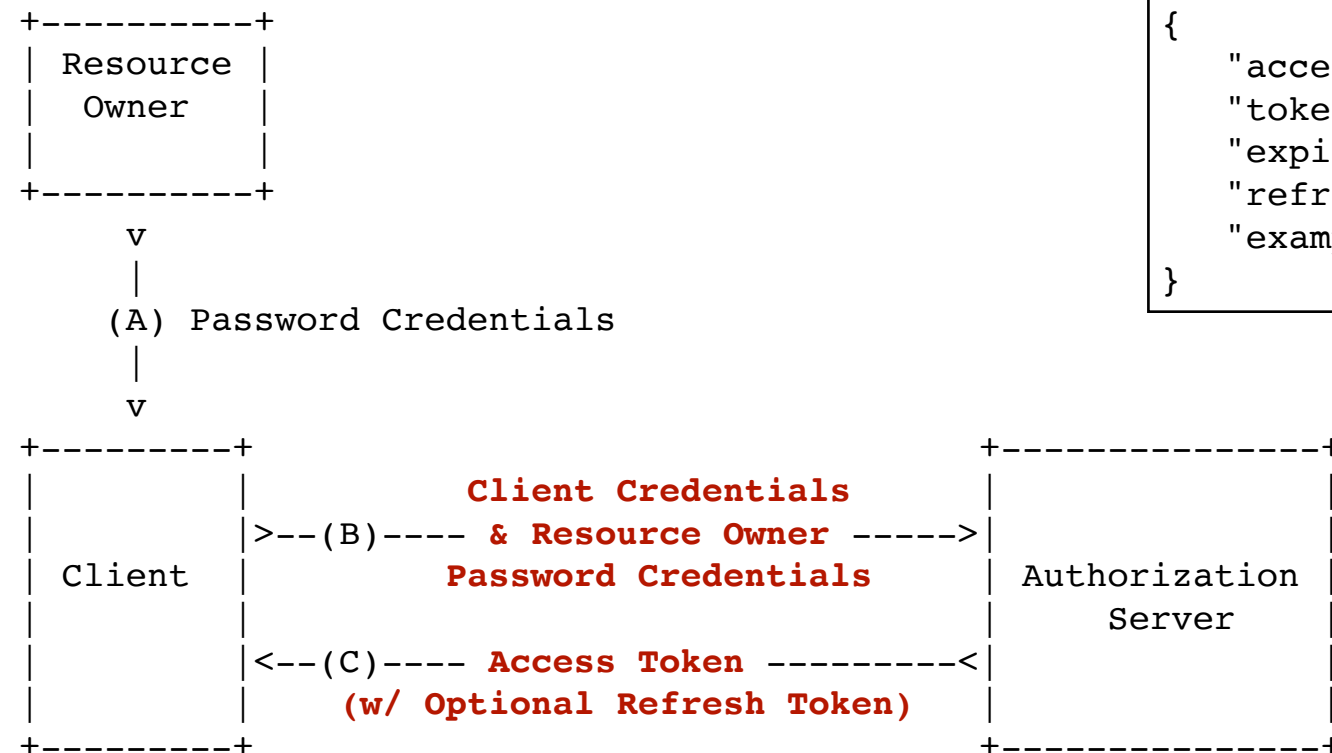 +----------+
| Resource |
|  Owner   |
|          |
+----------+
     v
     |
    (A) Password Credentials
     |
     v
+---------+                                  +---------------+
|         |          Client Credentials      |               |
|         |>--(B)---- & Resource Owner ----->|               |
| Client  |         Password Credentials     | Authorization |
|         |                                  |     Server    |
|         |<--(C)---- Access Token ---------<|               |
|         |    (w/ Optional Refresh Token)   |               |
+---------+                                  +---------------+
{
"acce
"toke
"expi
"refr
"exam
}